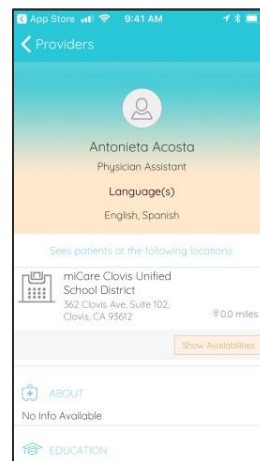 App Store 9:41 AM
Providers
Antonieta Acosta
Physician Assistant
Language(s)
English, Spanish
Sees patients at the following locations
miCare Clovis Unified
School District
362 Clovis Ave, Suite 102,
Clovis, CA 93612
0.0 miles
Show Availabilities
ABOUT
No Info Available
EDUCATION